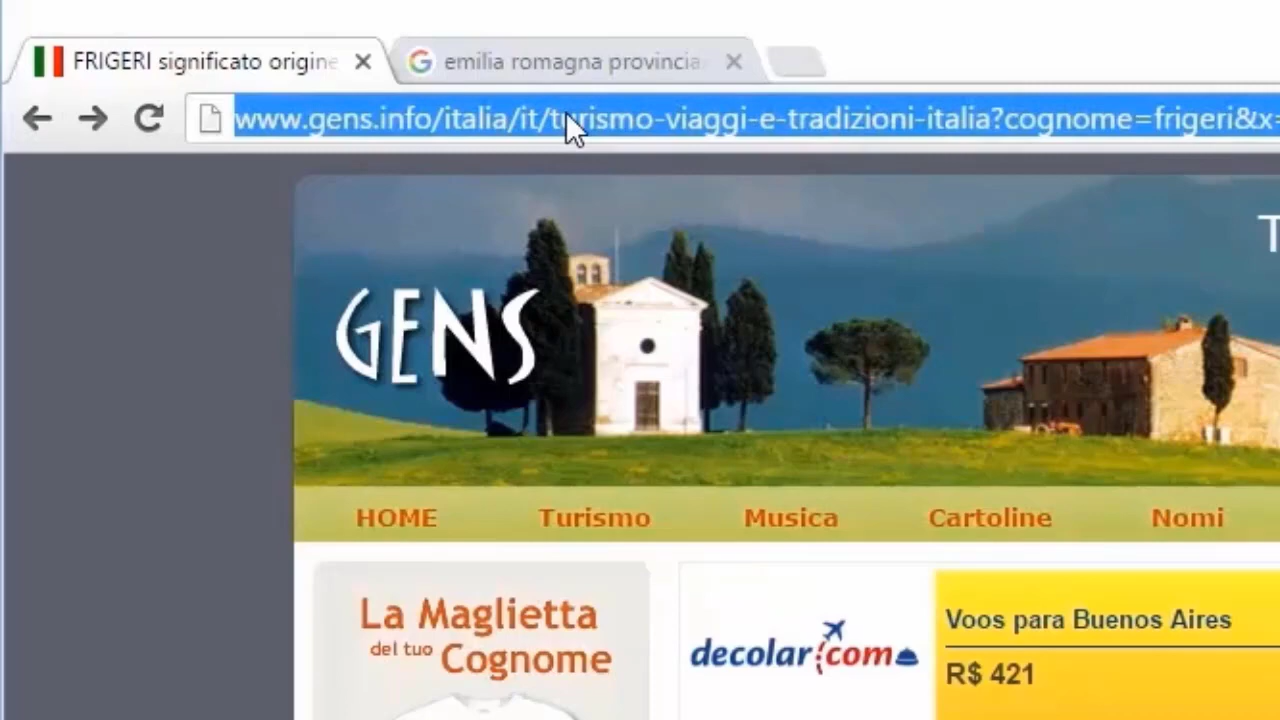 FRIGERI significato origine
emilia romagna provincia
www.gens.info/italia/it/turismo-viaggi-e-tradizioni-italia?cognome=frigeri&x=
T
GENS
HOME Turismo Musica Cartoline Nomi
La Maglietta
del tuo Cognome
decolar.com
Voos para Buenos Aires
R$ 421